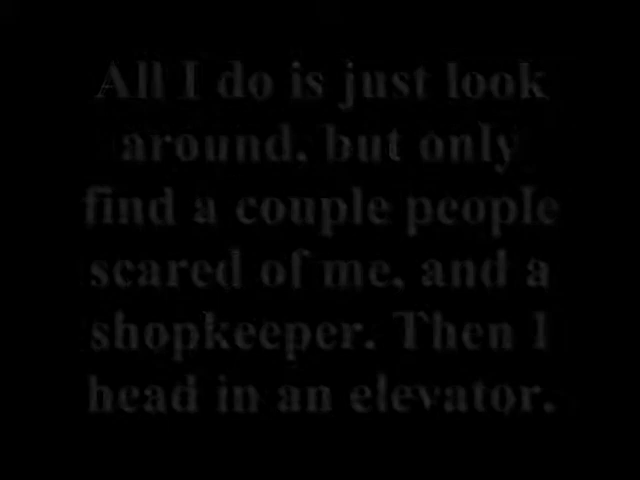 All I do is just look
around, but only
find a couple people
scared of me, and a
shopkeeper. Then I
head in an elevator.